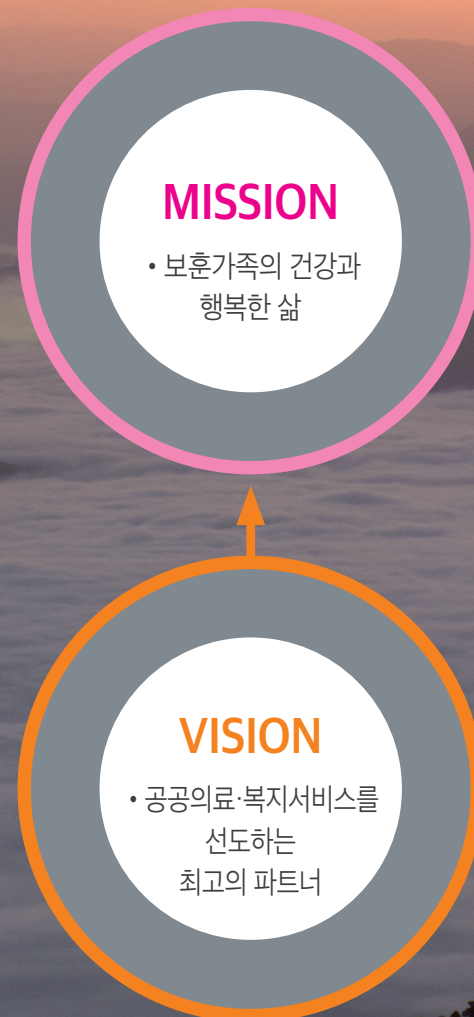 MISSION
• 보훈가족의 건강과
행복한 삶
VISION
• 공공의료·복지서비스를
선도하는
최고의 파트너